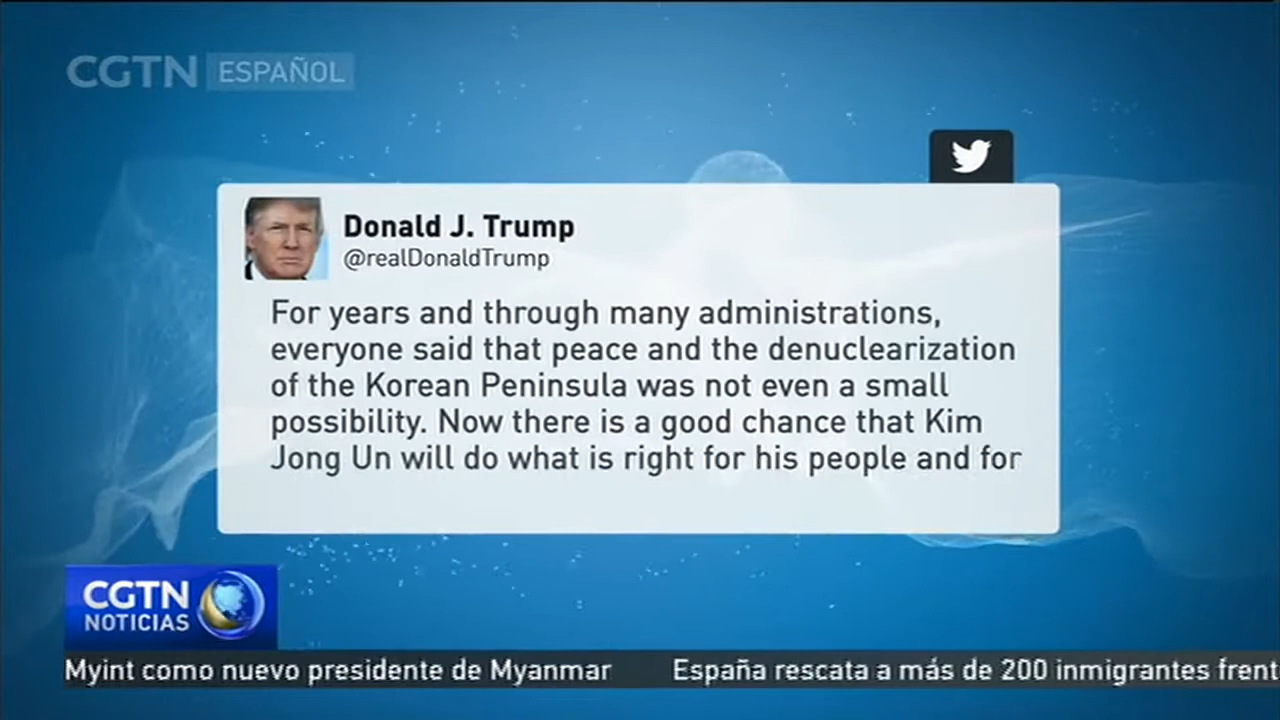 CGTN ESPAÑOL
Donald J. Trump
@realDonaldTrump
For years and through many administrations,
everyone said that peace and the denuclearization
of the Korean Peninsula was not even a small
possibility. Now there is a good chance that Kim
Jong Un will do what is right for his people and for
CGTN
NOTICIAS
Myint como nuevo presidente de Myanmar España rescata a más de 200 inmigrantes frent